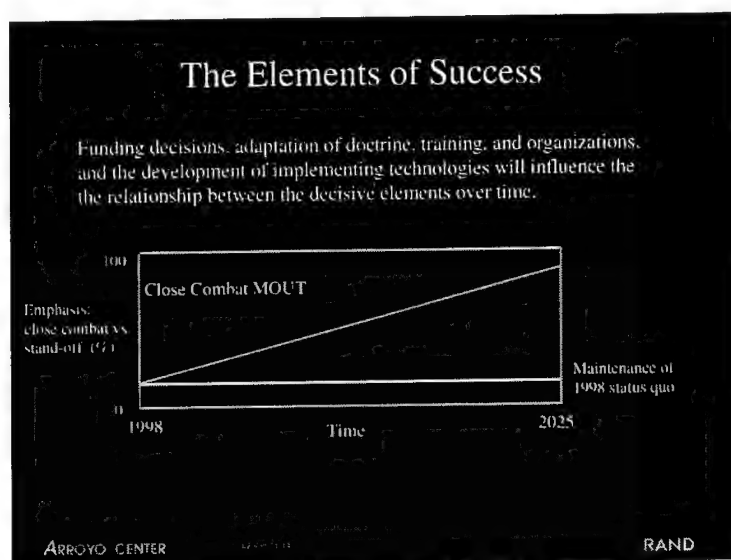 The Elements of Success
Funding decisions, adaptation of doctrine, training, and organizations,
and the development of implementing technologies will influence the
the relationship between the decisive elements over time.
100
Close Combat MOUT
Emphasis:
close combat vs.
stand-off (%)
Maintenance of
1998 status quo
0
1998
Time
2025
ARROYO CENTER
RAND